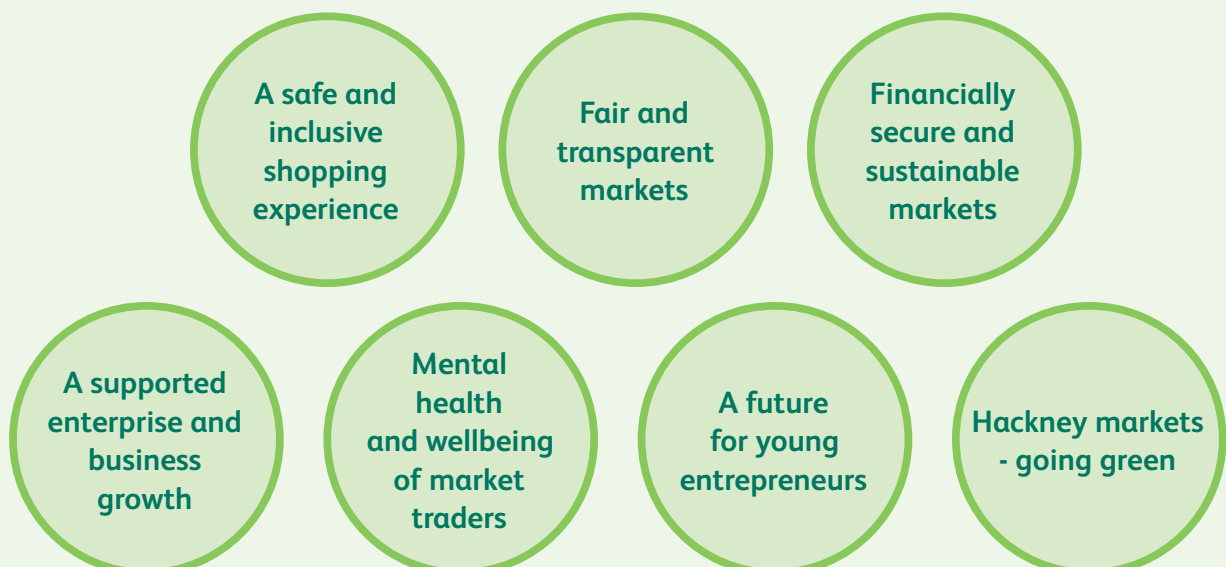 A safe and
inclusive
shopping
experience
Fair and
transparent
markets
Financially
secure and
sustainable
markets
A supported
enterprise and
business
growth
Mental
health
and wellbeing
of market
traders
A future
for young
entrepreneurs
Hackney markets
- going green